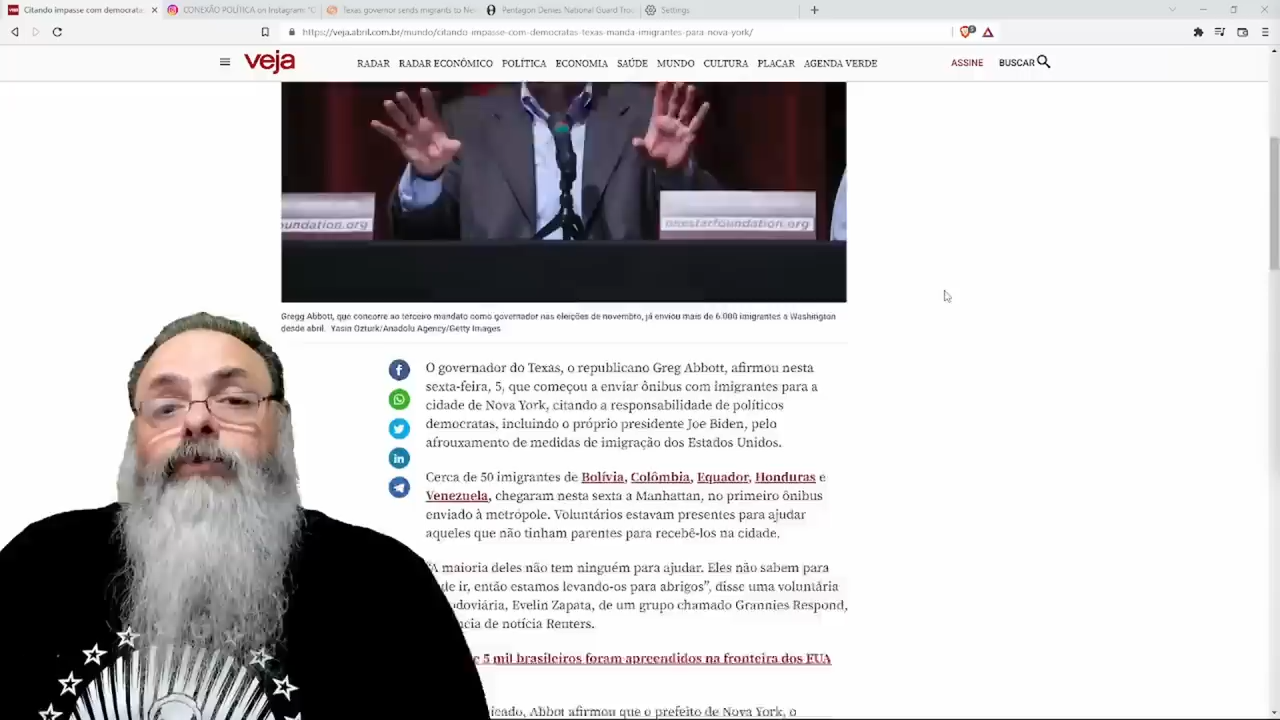 Citando impasse com democrata
CONEXÃO POLÍTICA on Instagram: "C
Texas governor sends migrants to Ne
Pentagon Denies National Guard Tro
Settings
https://veja.abril.com.br/mundo/citando-impasse-com-democratas-texas-manda-imigrantes-para-nova-york/
veja
RADAR RADAR ECONÔMICO POLÍTICA ECONOMIA SAÚDE MUNDO CULTURA PLACAR AGENDA VERDE
ASSINE
BUSCAR
oundation.org
onestarfoundation.org
Gregg Abbott, que concorre ao terceiro mandato como governador nas eleições de novembro, já enviou mais de 6.000 imigrantes a Washington
desde abril. Yasin Ozturk/Anadolu Agency/Getty Images
O governador do Texas, o republicano Greg Abbott, afirmou nesta
sexta-feira, 5, que começou a enviar ônibus com imigrantes para a
cidade de Nova York, citando a responsabilidade de políticos
democratas, incluindo o próprio presidente Joe Biden, pelo
afrouxamento de medidas de imigração dos Estados Unidos.
Cerca de 50 imigrantes de Bolívia, Colômbia, Equador, Honduras e
Venezuela, chegaram nesta sexta a Manhattan, no primeiro ônibus
enviado à metrópole. Voluntários estavam presentes para ajudar
aqueles que não tinham parentes para recebê-los na cidade.
"A maioria deles não tem ninguém para ajudar. Eles não sabem para
de ir, então estamos levando-os para abrigos", disse uma voluntária
odoviária, Evelin Zapata, de um grupo chamado Grannies Respond,
ncia de notícia Reuters.
e 5 mil brasileiros foram apreendidos na fronteira dos EUA
icado, Abbot afirmou que o prefeito de Nova York, o